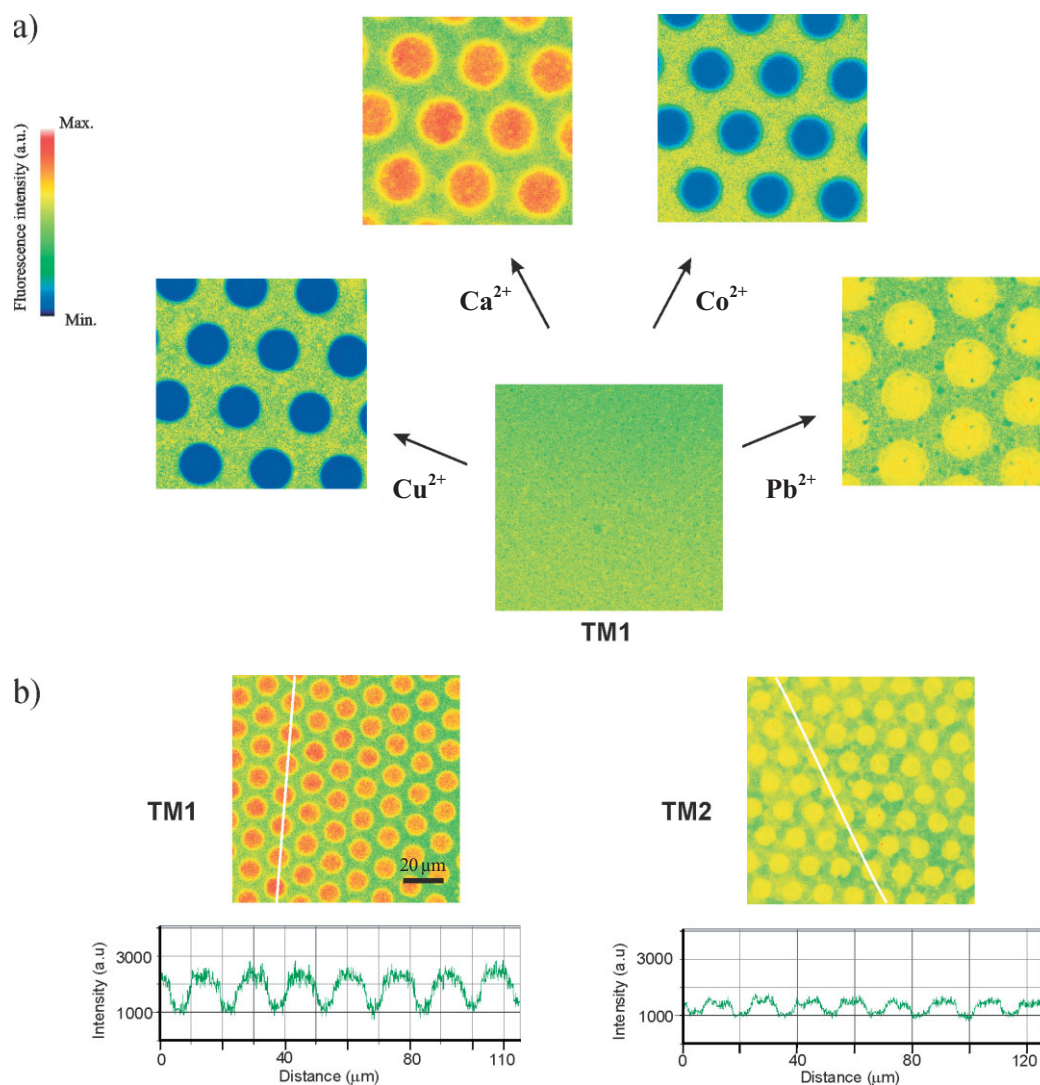 a)
Max.
Fluorescence intensity (a.u.)
Min.
Ca2+
Co2+
Cu2+
Pb2+
TM1
b)
TM1
20 μm
TM2
Intensity (a.u)
3000
1000
0
40
80
110
Distance (μm)
Intensity (a.u)
3000
1000
0
40
80
120
Distance (μm)